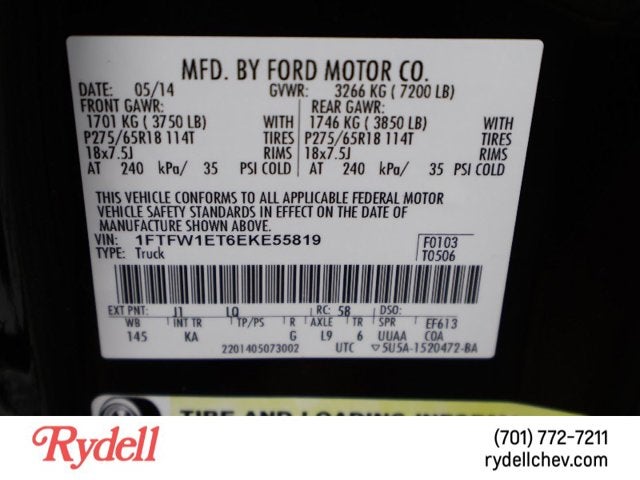 MFD. BY FORD MOTOR CO.
DATE: 05/14 GVWR: 3266 KG ( 7200 LB)
FRONT GAWR: REAR GAWR:
1701 KG ( 3750 LB) WITH 1746 KG ( 3850 LB) WITH
P275/65R18 114T TIRES P275/65R18 114T TIRES
18x7.5J RIMS 18x7.5J RIMS
AT 240 kPa/ 35 PSI COLD AT 240 kPa/ 35 PSI COLD
THIS VEHICLE CONFORMS TO ALL APPLICABLE FEDERAL MOTOR
VEHICLE SAFETY STANDARDS IN EFFECT ON THE DATE OF
MANUFACTURE SHOWN ABOVE.
VIN: 1FTFW1ET6EKE55819 F0103
TYPE: Truck T0506
EXT PNT: J1 LQ RC: 58 DSO:
WB INT TR TP/PS R AXLE TR SPR EF613
145 KA G L9 6 UUAA COA
2201405073002 UTC ▽5U5A-1520472-BA
TIRE AND LOADING
Rydell
(701) 772-7211
rydellchev.com